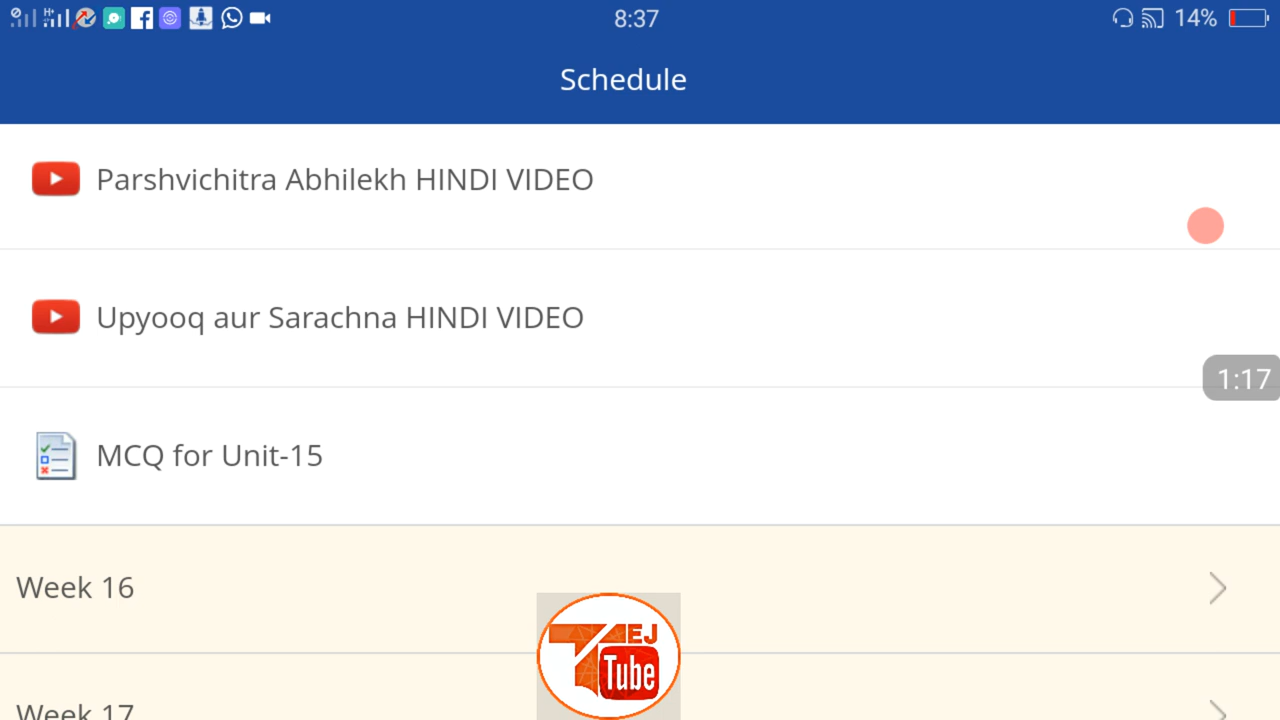 8:37
14%
Schedule
Parshvichitra Abhilekh HINDI VIDEO
Upyooq aur Sarachna HINDI VIDEO
1:17
MCQ for Unit-15
Week 16
TEJ
Tube
Week 17